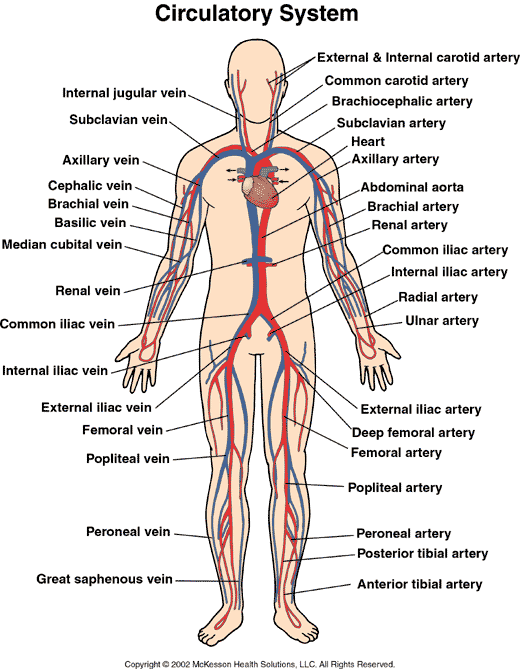 Circulatory System
External & Internal carotid artery
Common carotid artery
Internal jugular vein
Brachiocephalic artery
Subclavian vein
Subclavian artery
Heart
Axillary vein
Axillary artery
Cephalic vein
Abdominal aorta
Brachial vein
Brachial artery
Basilic vein
Renal artery
Median cubital vein
Common iliac artery
Internal iliac artery
Renal vein
Radial artery
Common iliac vein
Ulnar artery
Internal iliac vein
External iliac vein
External iliac artery
Femoral vein
Deep femoral artery
Femoral artery
Popliteal vein
Popliteal artery
Peroneal vein
Peroneal artery
Posterior tibial artery
Great saphenous vein
Anterior tibial artery
Copyright © 2002 McKesson Health Solutions, LLC. All Rights Reserved.